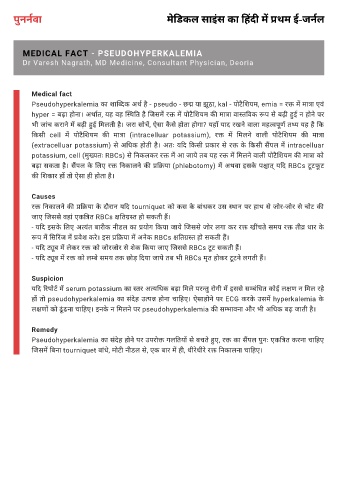 पुनर्नवा
मेडिकल साइंस का हिंदी में प्रथम ई-जर्नल
MEDICAL FACT - PSEUDOHYPERKALEMIA
Dr Varesh Nagrath, MD Medicine, Consultant Physician, Deoria
Medical fact
Pseudohyperkalemia का शाब्दिक अर्थ है - pseudo - छद्म या झूठा, kal - पोटैशियम, emia = रक्त में मात्रा एवं
hyper = बढ़ा होना। अर्थात, यह वह स्थिति है जिसमें रक्त में पोटैशियम की मात्रा वास्तविक रूप से बढ़ी हुई न होने पर
भी जांच कराने में बढ़ी हुई मिलती है। जरा सोचें, ऐसा कैसे होता होगा? यहाँ याद रखने वाला महत्वपूर्ण तथ्य यह है कि
किसी cell में पोटैशियम की मात्रा (intracelluar potassium), रक्त में मिलने वाली पोटैशियम की मात्रा
(extracelluar potassium) से अधिक होती है। अतः यदि किसी प्रकार से रक्त के किसी सैंपल में intracelluar
potassium, cell (मुख्यतः RBCs) से निकलकर रक्त में आ जाये तब यह रक्त में मिलने वाली पोटैशियम की मात्रा को
बढ़ा सकता है। सैंपल के लिए रक्त निकालने की प्रक्रिया (phlebotomy) में अथवा इसके पश्चात् यदि RBCs टूटफूट
की शिकार हों तो ऐसा ही होता है।
Causes
रक्त निकालने की प्रक्रिया के दौरान यदि tourniquet को कस के बांधकर उस स्थान पर हाथ से जोर-जोर से चोट की
जाए जिससे वहां एकत्रित RBCs क्षतिग्रस्त हो सकती हैं।
- यदि इसके लिए अत्यंत बारीक नीडल का प्रयोग किया जाये जिससे जोर लगा कर रक्त खींचते समय रक्त तीव्र धार के
रूप में सिरिंज में प्रवेश करे। इस प्रक्रिया में अनेक RBCs क्षतिग्रस्त हो सकती हैं।
- यदि ट्यूब में लेकर रक्त को जोरजोर से शेक किया जाए जिससे RBCs टूट सकती हैं।
- यदि ट्यूब में रक्त को लम्बे समय तक छोड़ दिया जाये तब भी RBCs मृत होकर टूटने लगती हैं।
Suspicion
यदि रिपोर्ट में serum potassium का स्तर अत्यधिक बढ़ा मिले परन्तु रोगी में इससे सम्बंधित कोई लक्षण न मिल रहे
हों तो pseudohyperkalemia का संदेह उत्पन्न होना चाहिए। ऐसाहोने पर ECG करके उसमें hyperkalemia के
लक्षणों को ढूंढना चाहिए। इनके न मिलने पर pseudohyperkalemia की सम्भावना और भी अधिक बढ़ जाती है।
Remedy
Pseudohyperkalemia का संदेह होने पर उपरोक्त गलतियों से बचते हुए, रक्त का सैंपल पुनः एकत्रित करना चाहिए
जिसमें बिना tourniquet बांधे, मोटी नीडल से, एक बार में ही, धीरेधीरे रक्त निकालना चाहिए।